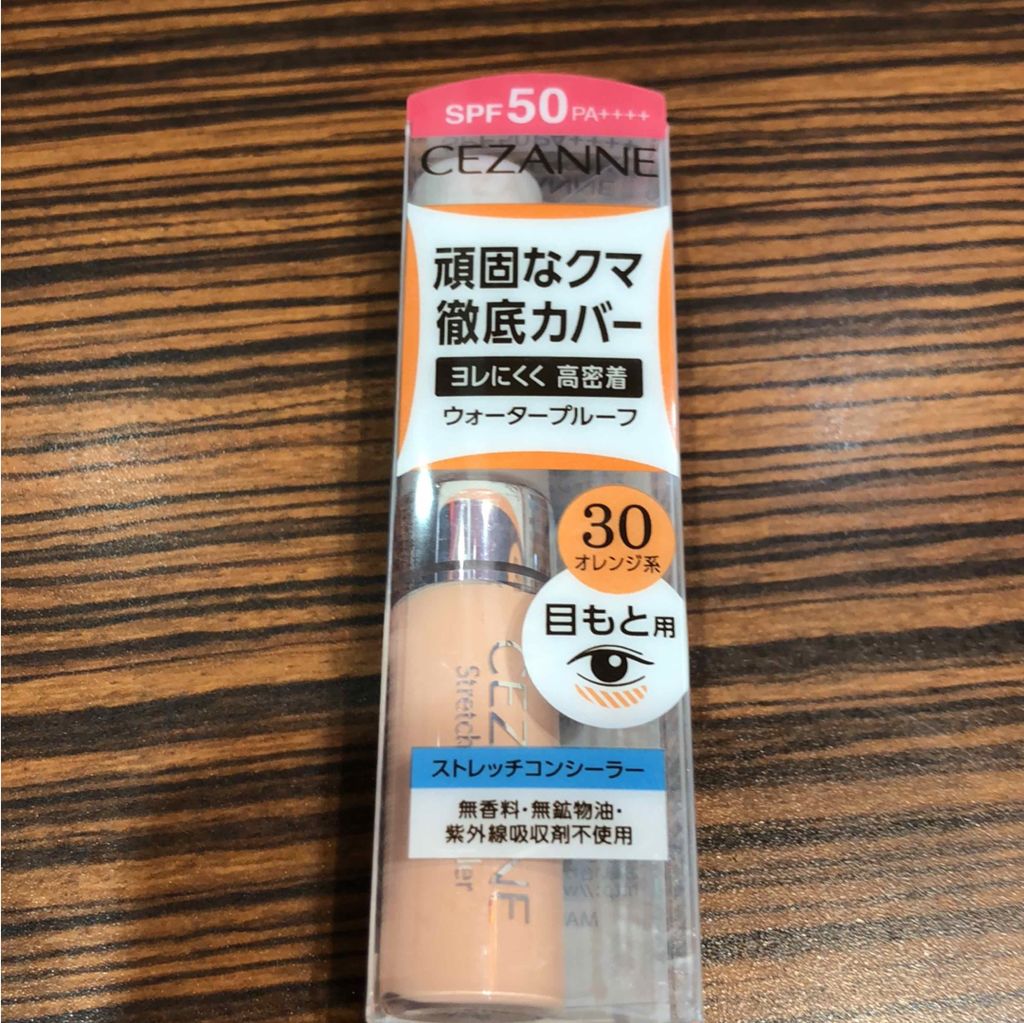 SPF50PA++++
CEZANNE
頑固なクマ
徹底カバー
ヨレにくく 高密着
ウォータープルーフ
30
オレンジ系
目もと用
ストレッチコンシーラー
無香料・無鉱物油・
紫外線吸収剤不使用
Stretch